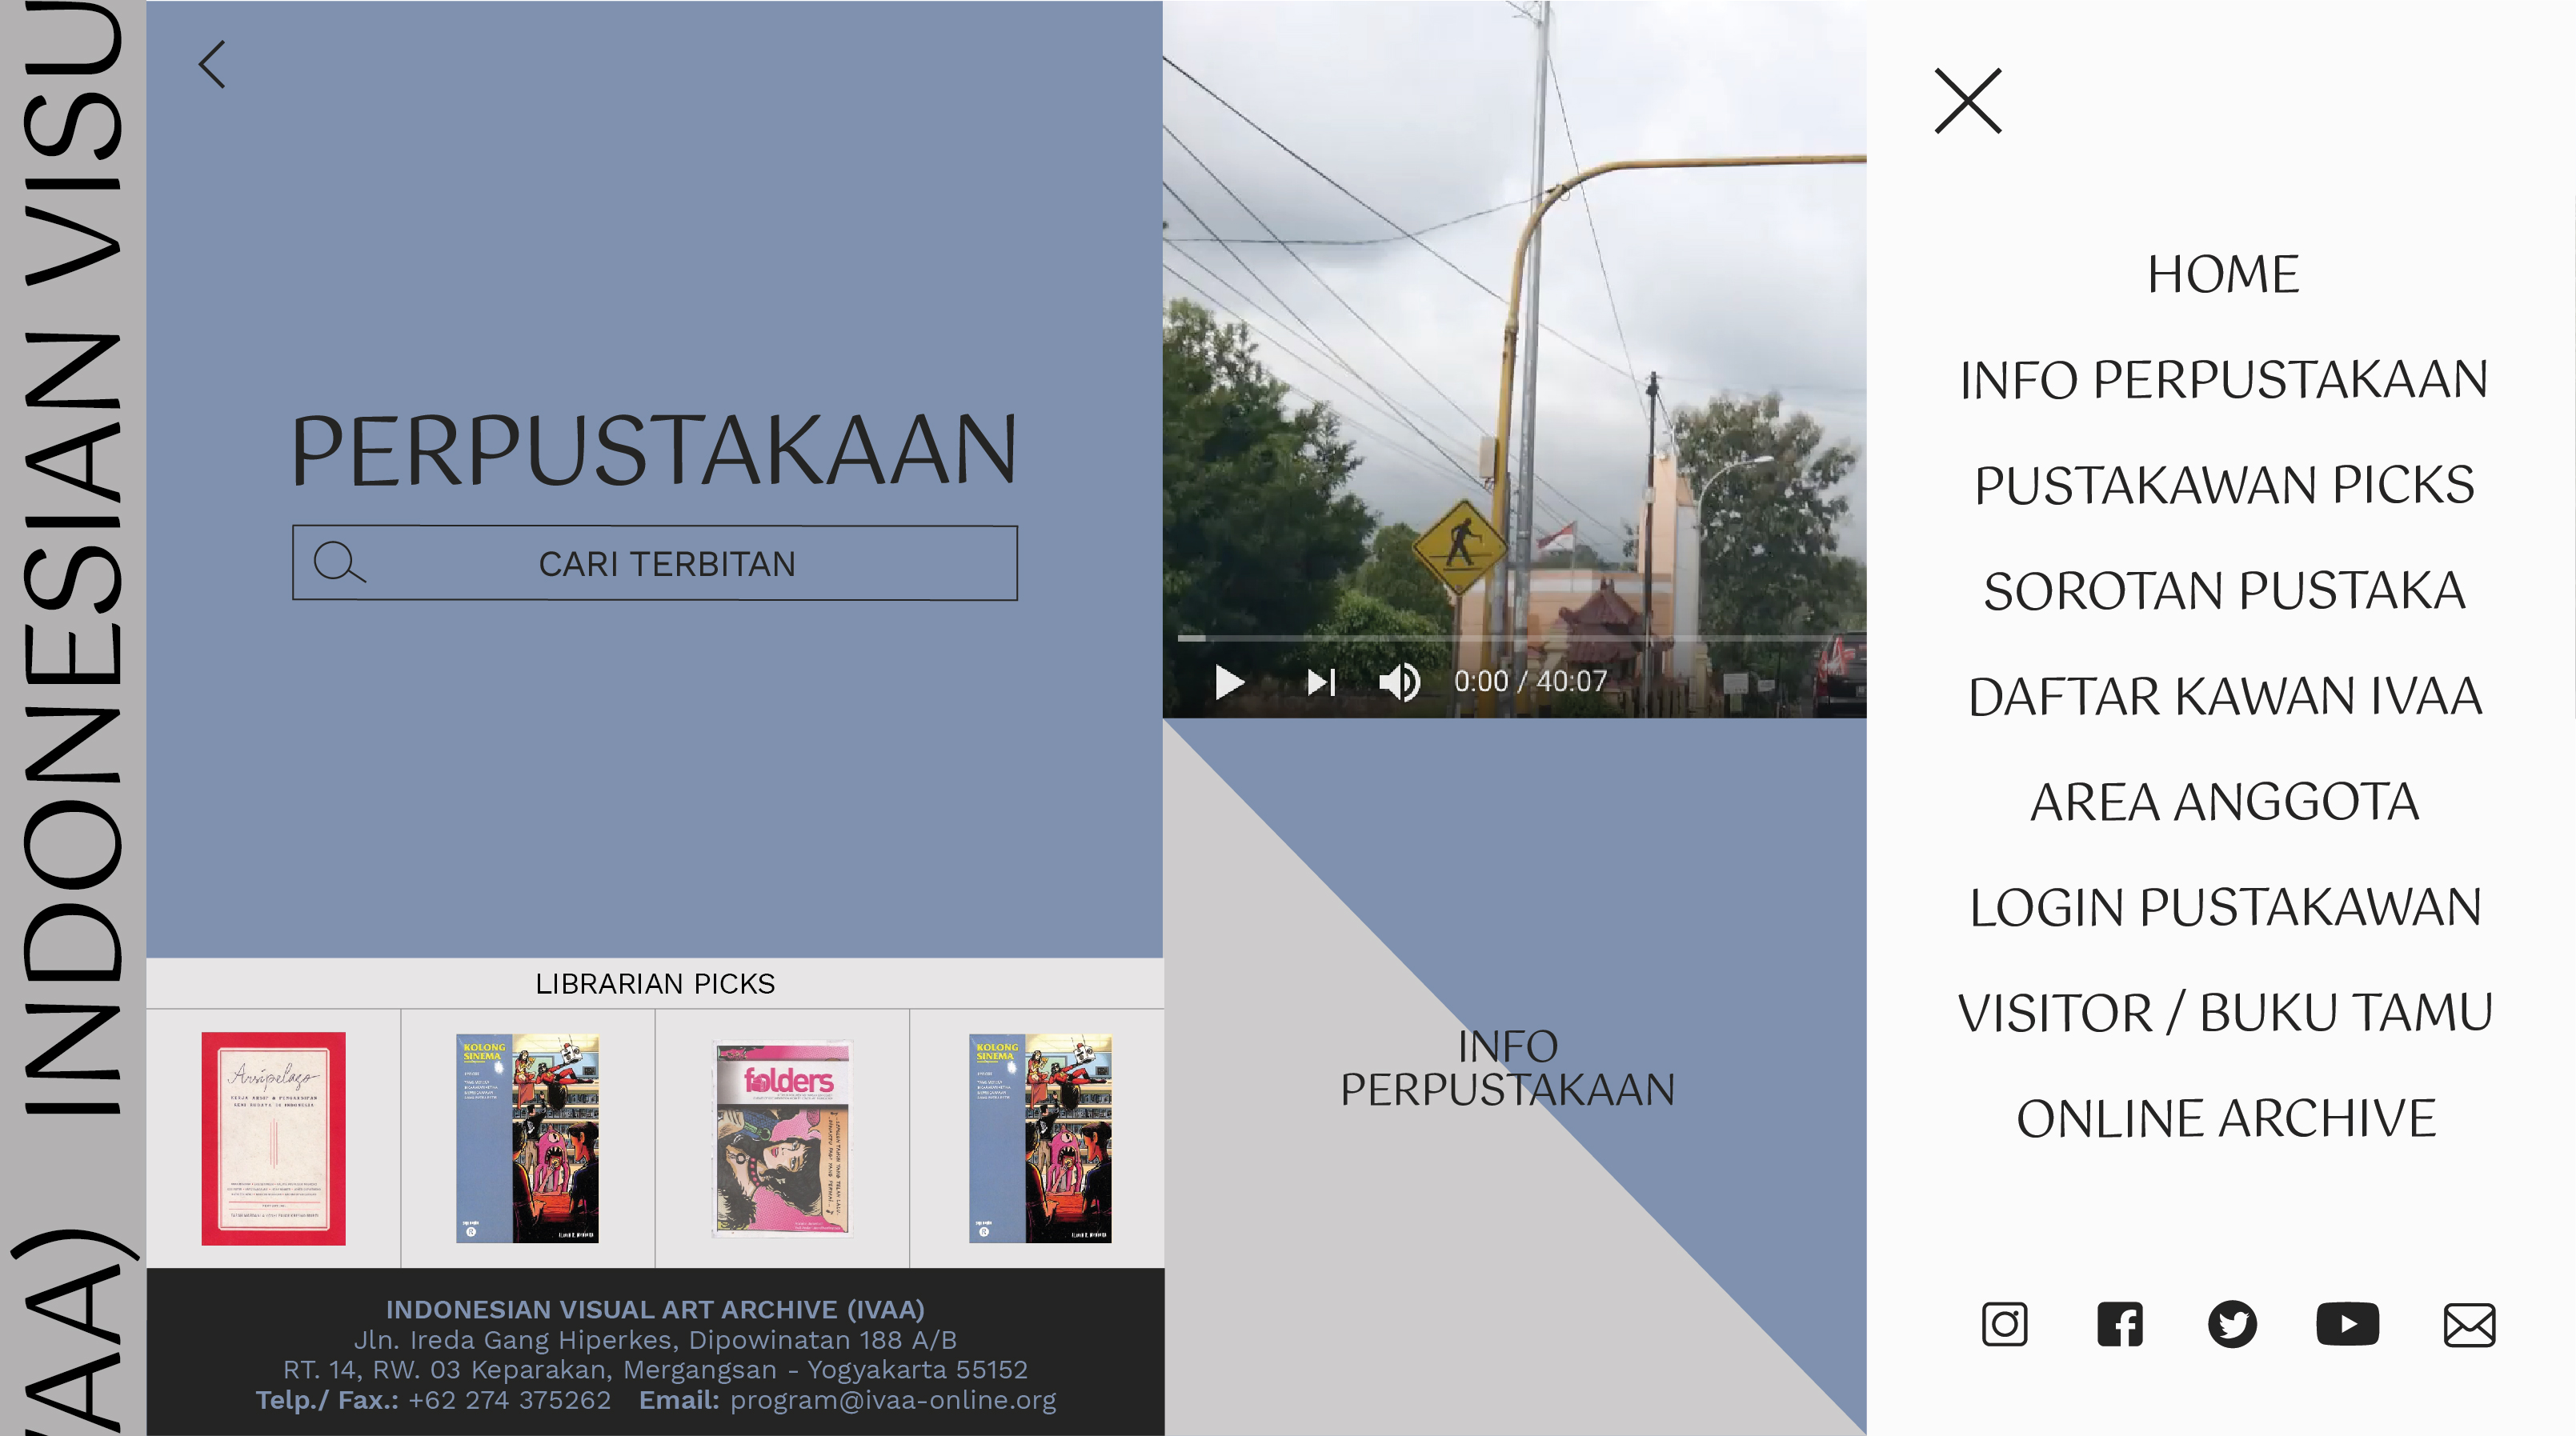 INDONESIAN VISU
AA)
PERPUSTAKAAN
CARI TERBITAN
0:00 / 40:07
LIBRARIAN PICKS
Arsipelago
KOLONG
SINEMA
folders
KOLONG
SINEMA
INFO
PERPUSTAKAAN
INDONESIAN VISUAL ART ARCHIVE (IVAA)
Jln. Ireda Gang Hiperkes, Dipowinatan 188 A/B
RT. 14, RW. 03 Keparakan, Mergangsan - Yogyakarta 55152
Telp./ Fax.: +62 274 375262 Email: program@ivaa-online.org
HOME
INFO PERPUSTAKAAN
PUSTAKAWAN PICKS
SOROTAN PUSTAKA
DAFTAR KAWAN IVAA
AREA ANGGOTA
LOGIN PUSTAKAWAN
VISITOR / BUKU TAMU
ONLINE ARCHIVE